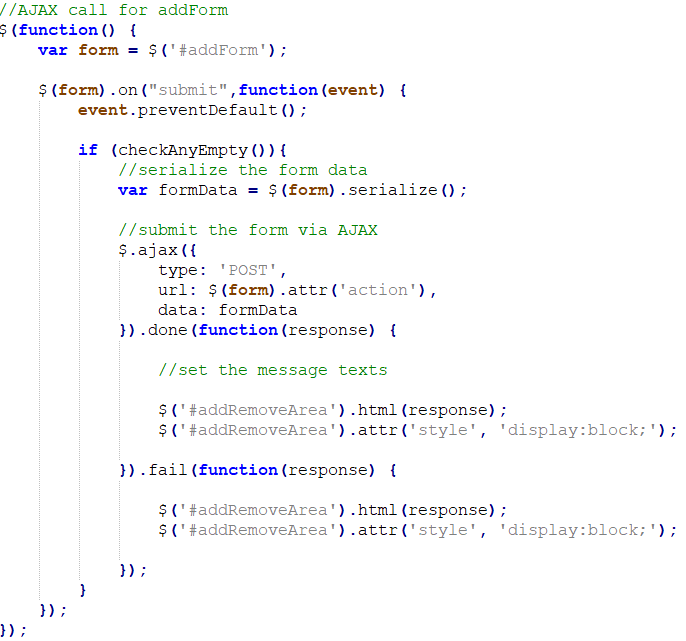 //AJAX call for addForm
$(function() {
    var form = $('#addForm');

    $(form).on("submit",function(event) {
        event.preventDefault();

        if (checkAnyEmpty()){
            //serialize the form data
            var formData = $(form).serialize();

            //submit the form via AJAX
            $.ajax({
                type: 'POST',
                url: $(form).attr('action'),
                data: formData
            }).done(function(response) {

                //set the message texts

                $('#addRemoveArea').html(response);
                $('#addRemoveArea').attr('style', 'display:block;');

            }).fail(function(response) {

                $('#addRemoveArea').html(response);
                $('#addRemoveArea').attr('style', 'display:block;');

            });
        }
    });
});